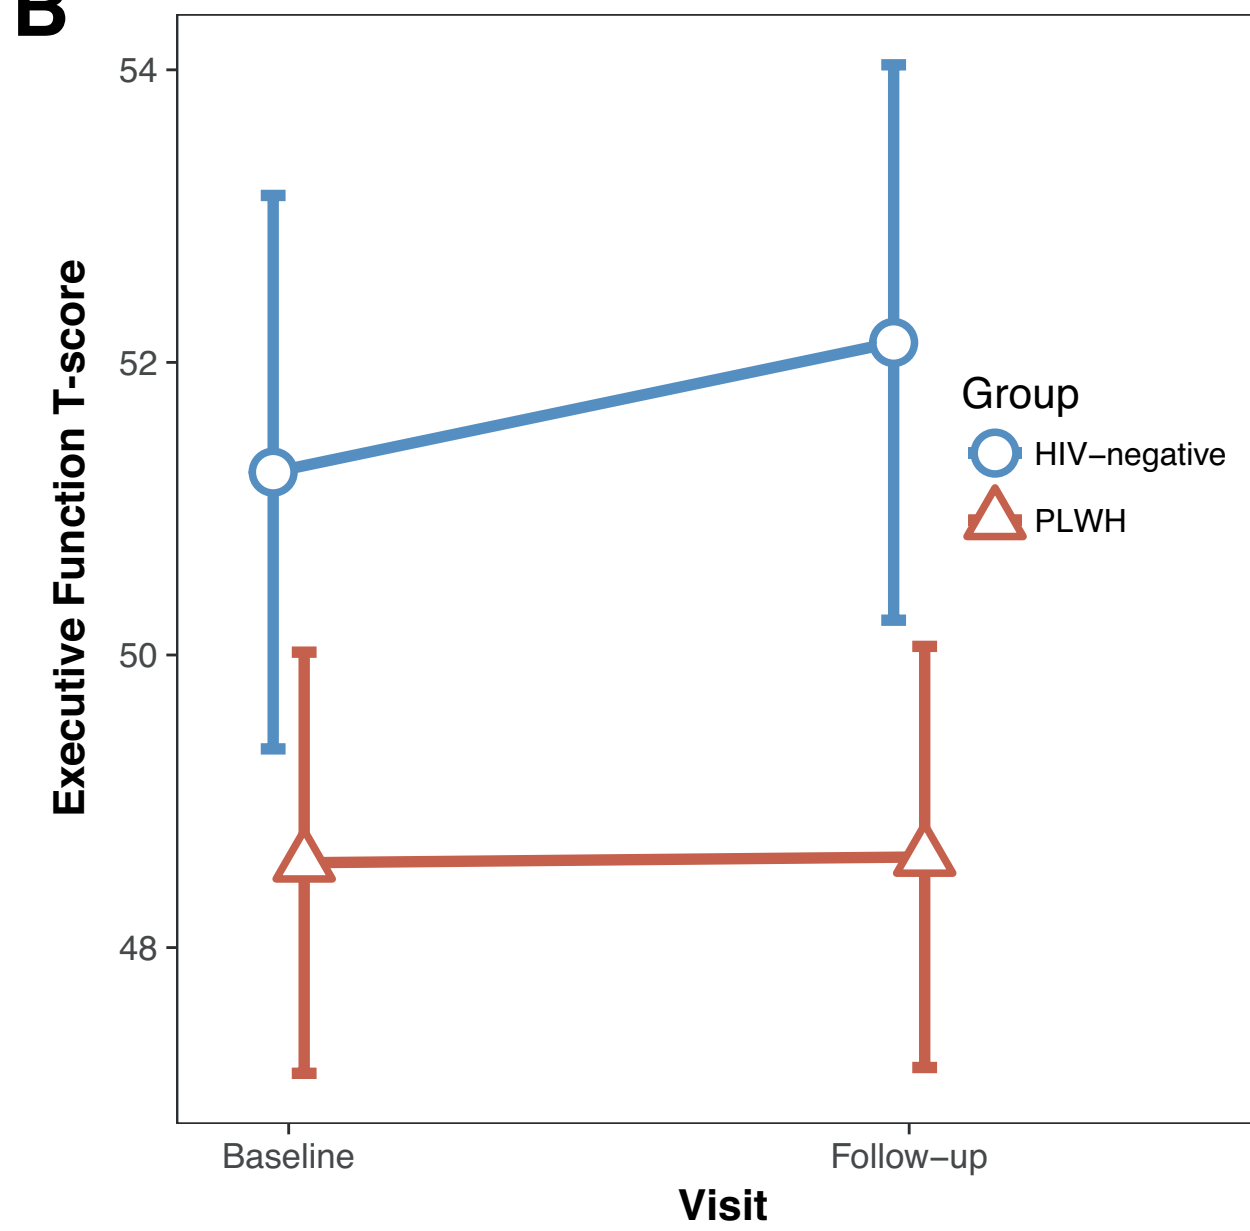 B
54
52
50
48
Executive Function T-score
Group
HIV−negative
PLWH
Baseline
Follow−up
Visit